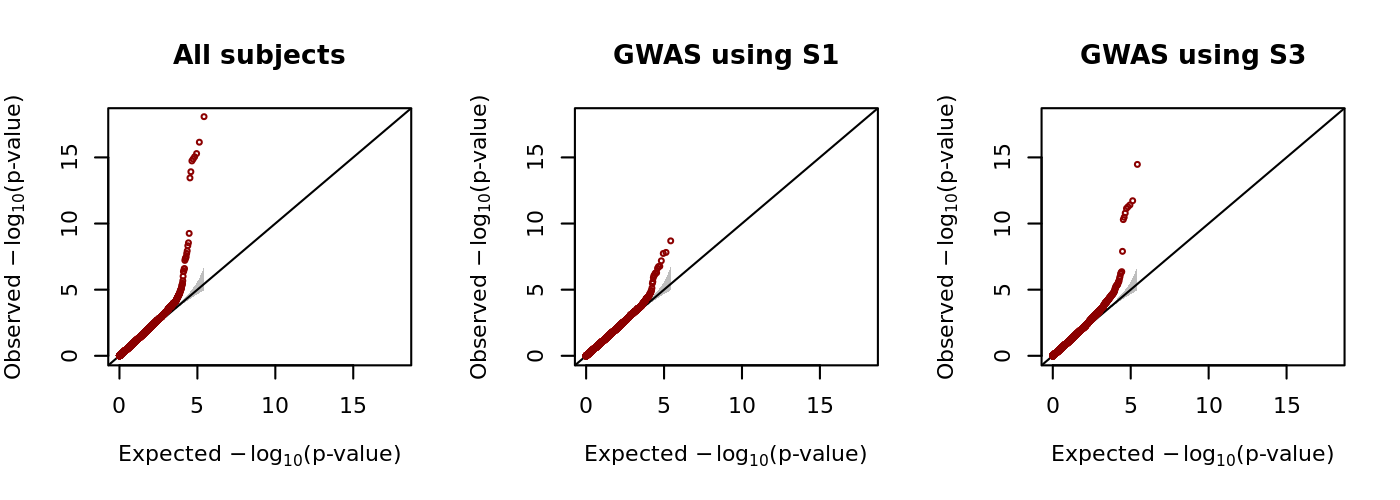 All subjects
Observed −log10(p-value)
15
10
5
0
0 5 10 15
Expected −log10(p-value)
GWAS using S1
Observed −log10(p-value)
15
10
5
0
0 5 10 15
Expected −log10(p-value)
GWAS using S3
Observed −log10(p-value)
15
10
5
0
0 5 10 15
Expected −log10(p-value)